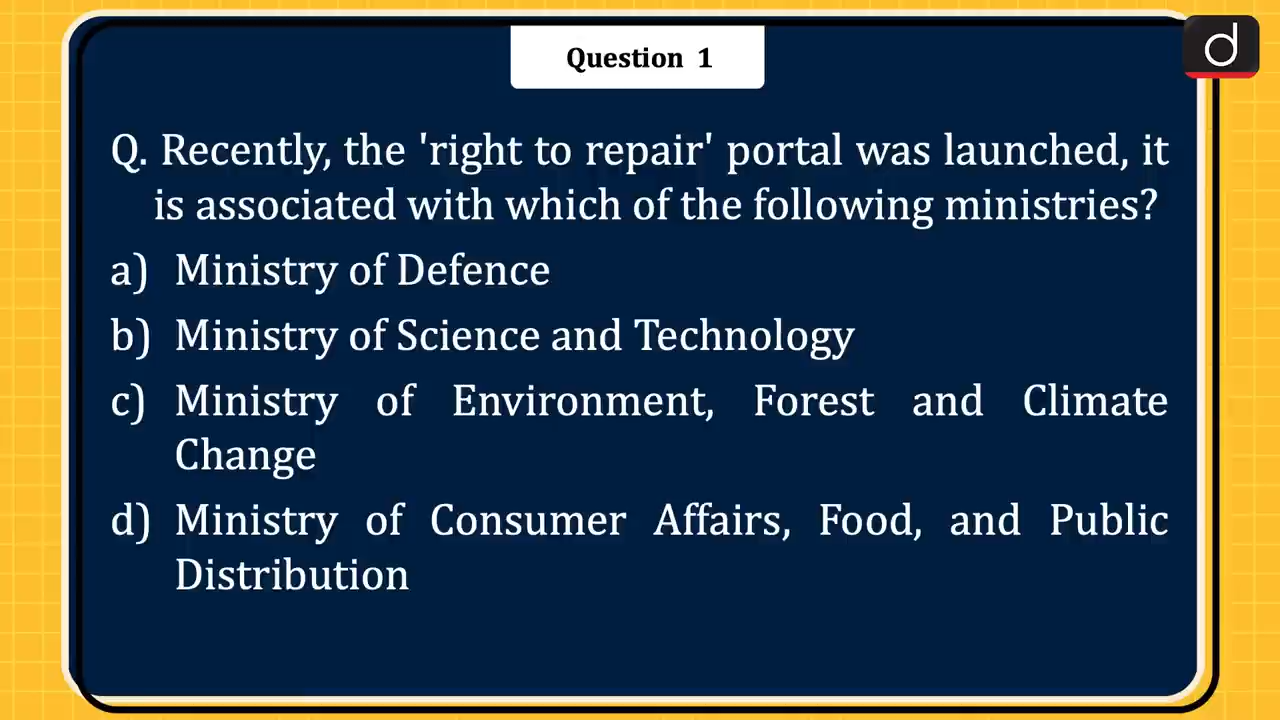 Question 1
d
Q. Recently, the 'right to repair' portal was launched, it
is associated with which of the following ministries?
a) Ministry of Defence
b) Ministry of Science and Technology
c) Ministry of Environment, Forest and Climate
Change
d) Ministry of Consumer Affairs, Food, and Public
Distribution